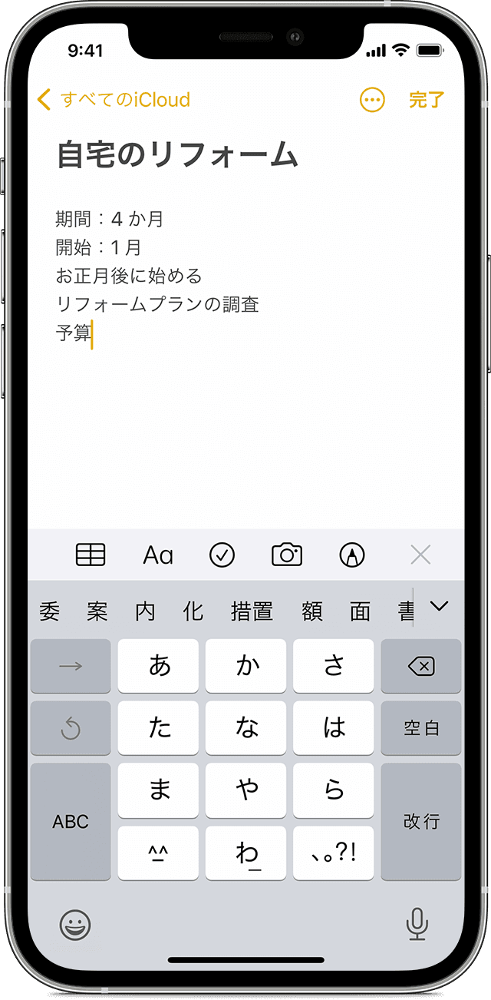 9:41
すべてのiCloud 完了
自宅のリフォーム
期間：4 か月
開始：1 月
お正月後に始める
リフォームプランの調査
予算
Aa
委 案 内 化 措置 額 面 書
→ あ か さ
た な は 空白
ま や ら
ABC 改行
^^ わ 、。?!